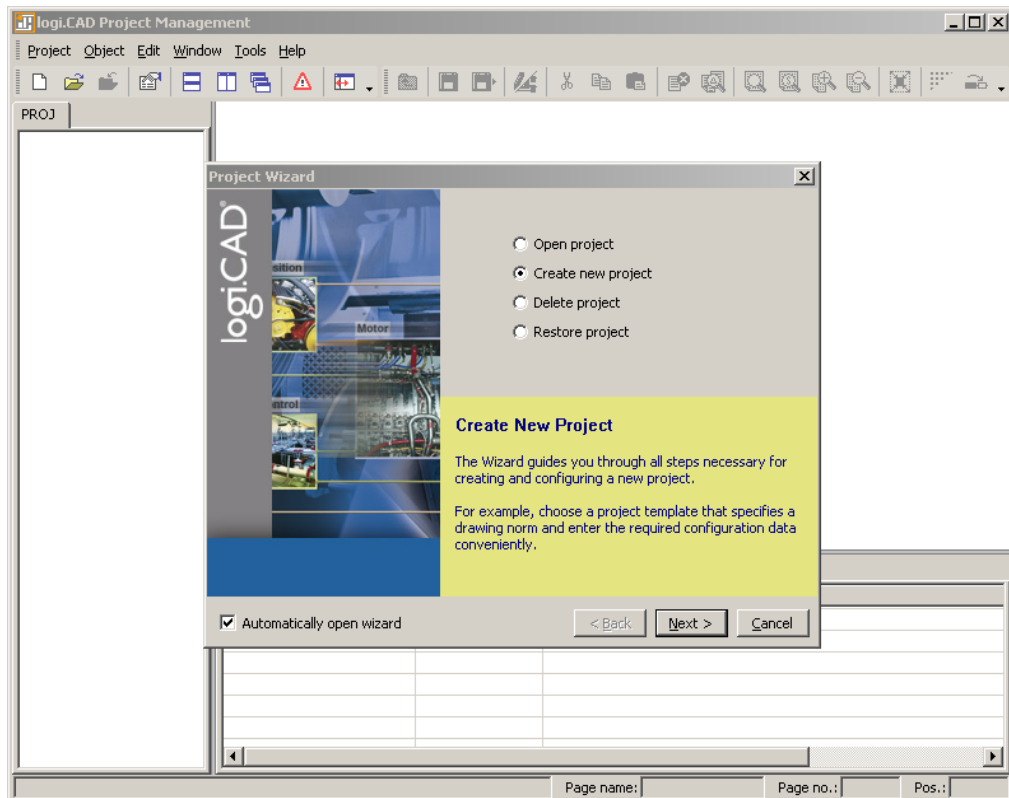 logi.CAD Project Management
Project Object Edit Window Tools Help
PROJ
Project Wizard
logi.CAD
sition
Motor
ntrol
Open project
Create new project
Delete project
Restore project
Create New Project
The Wizard guides you through all steps necessary for
creating and configuring a new project.
For example, choose a project template that specifies a
drawing norm and enter the required configuration data
conveniently.
Automatically open wizard
< Back
Next >
Cancel
Page name:
Page no.:
Pos.: